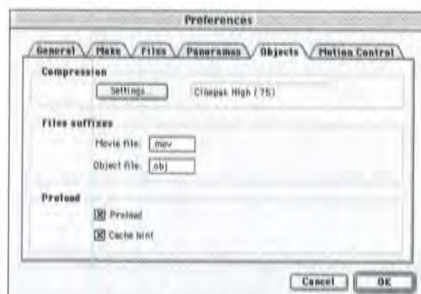 Preferences
General Make Files Panoramas Objects Motion Control
Compression
Settings... Cinepak High (75)
Files suffixes
Movie file: .mov
Object file: .obj
Preload
Preload
Cache hint
Cancel OK